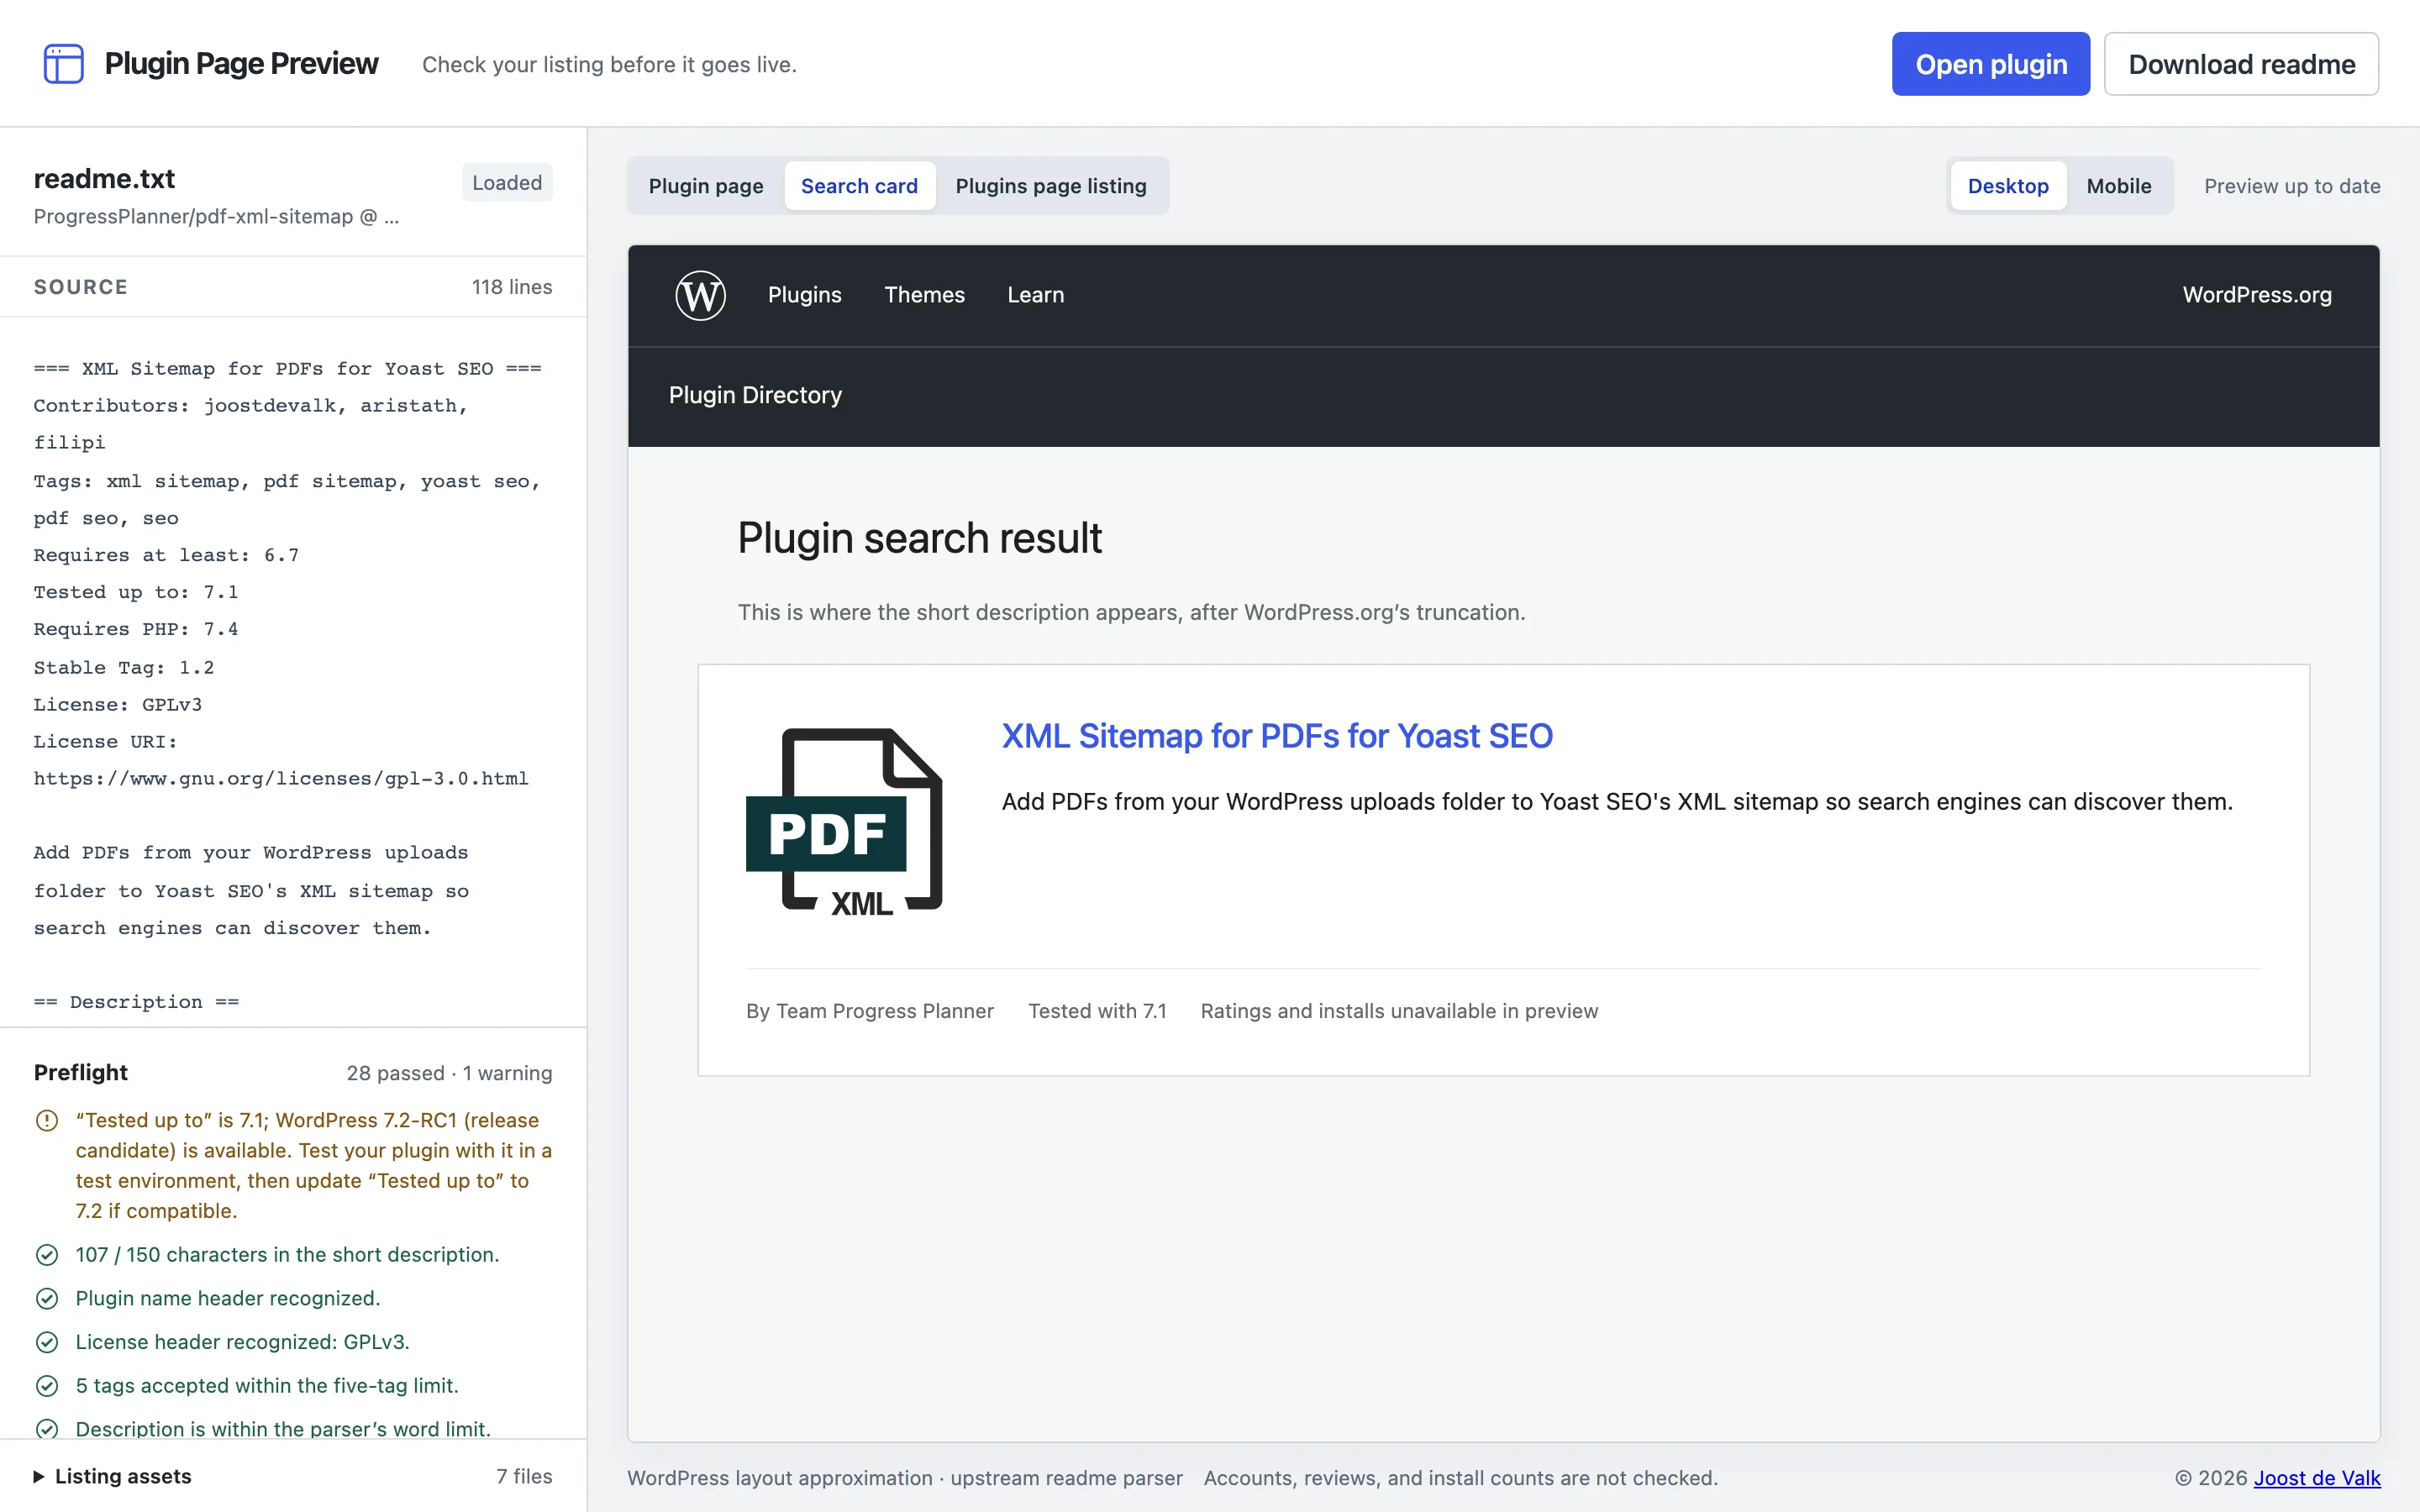 Plugin Page Preview
Check your listing before it goes live.
Open plugin
Download readme
readme.txt
Loaded
ProgressPlanner/pdf-xml-sitemap @ ...
SOURCE
118 lines
=== XML Sitemap for PDFs for Yoast SEO ===
Contributors: joostdevalk, aristath,
filipi
Tags: xml sitemap, pdf sitemap, yoast seo,
pdf seo, seo
Requires at least: 6.7
Tested up to: 7.1
Requires PHP: 7.4
Stable Tag: 1.2
License: GPLv3
License URI:
https://www.gnu.org/licenses/gpl-3.0.html
Add PDFs from your WordPress uploads
folder to Yoast SEO's XML sitemap so
search engines can discover them.
== Description ==
Preflight
28 passed · 1 warning
“Tested up to” is 7.1; WordPress 7.2-RC1 (release
candidate) is available. Test your plugin with it in a
test environment, then update “Tested up to” to
7.2 if compatible.
107 / 150 characters in the short description.
Plugin name header recognized.
License header recognized: GPLv3.
5 tags accepted within the five-tag limit.
Description is within the parser’s word limit.
Listing assets
7 files
Plugin page
Search card
Plugins page listing
Desktop
Mobile
Preview up to date
W
Plugins
Themes
Learn
WordPress.org
Plugin Directory
Plugin search result
This is where the short description appears, after WordPress.org’s truncation.
PDF
XML
XML Sitemap for PDFs for Yoast SEO
Add PDFs from your WordPress uploads folder to Yoast SEO's XML sitemap so search engines can discover them.
By Team Progress Planner
Tested with 7.1
Ratings and installs unavailable in preview
WordPress layout approximation · upstream readme parser
Accounts, reviews, and install counts are not checked.
© 2026 Joost de Valk